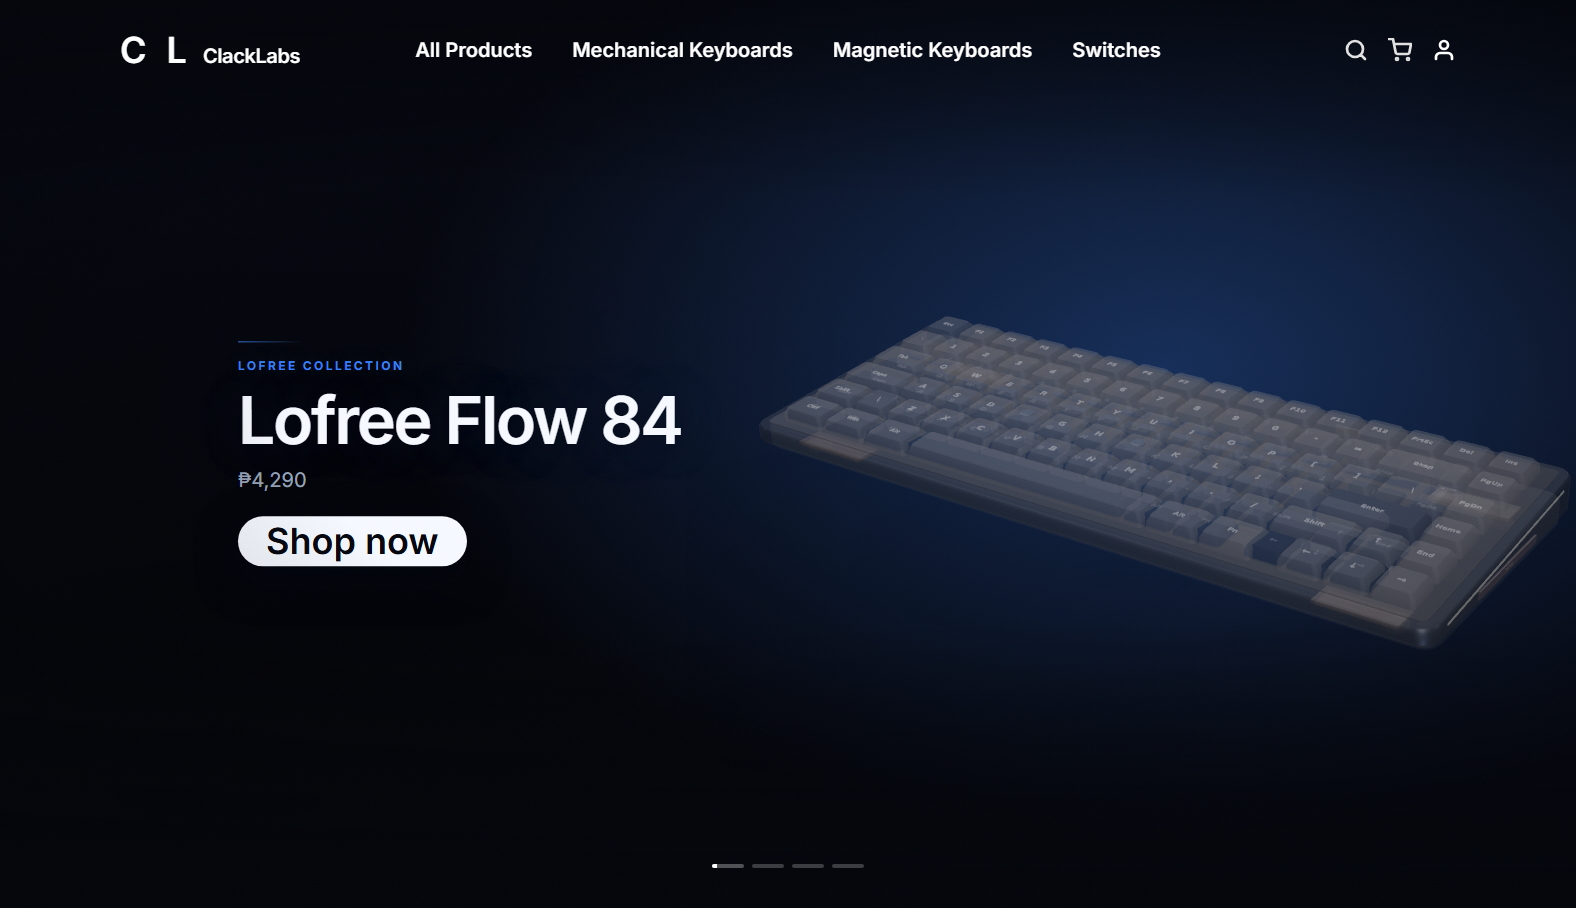 C L ClackLabs All Products Mechanical Keyboards Magnetic Keyboards Switches
LOFREE COLLECTION
Lofree Flow 84
₱4,290
Shop now